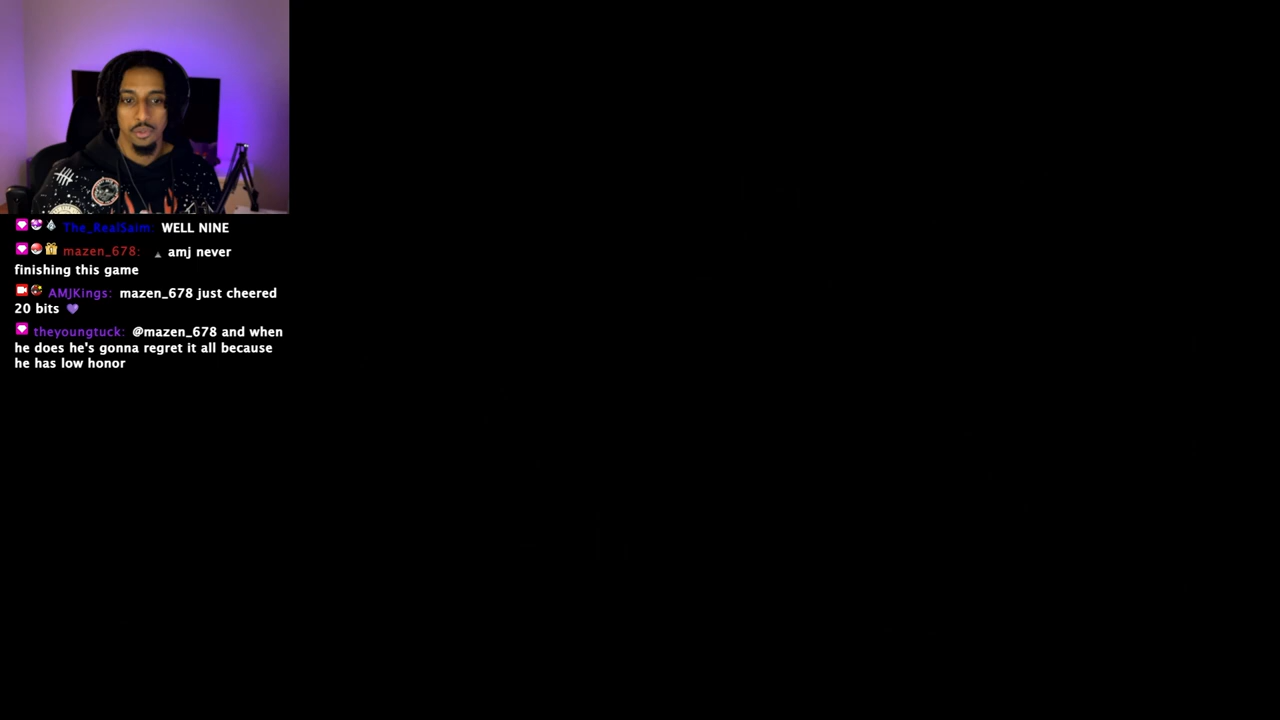 The_RealSaim: WELL NINE
mazen_678: amj never
finishing this game
AMJKings: mazen_678 just cheered
20 bits 💜
theyoungtuck: @mazen_678 and when
he does he's gonna regret it all because
he has low honor